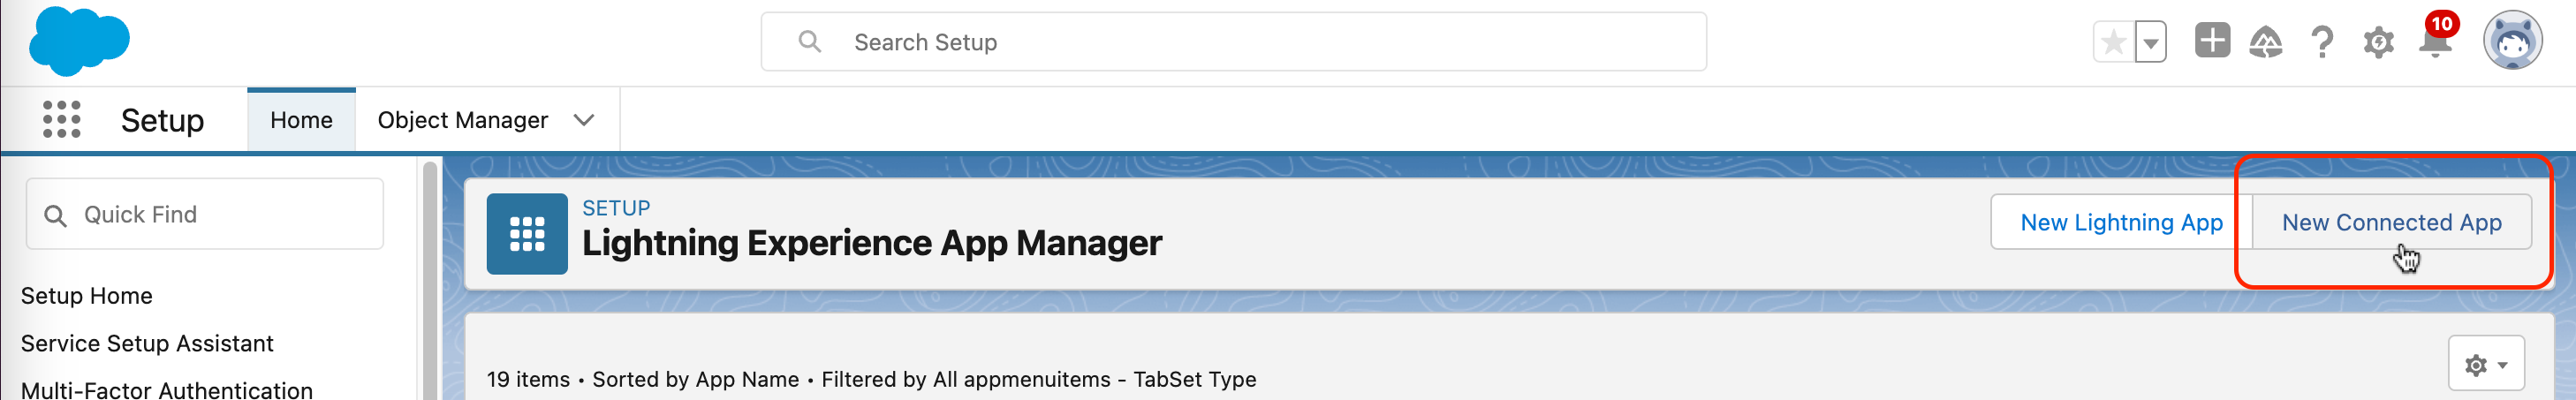 Search Setup
10
Setup
Home
Object Manager
Quick Find
Setup Home
Service Setup Assistant
Multi-Factor Authentication
SETUP
Lightning Experience App Manager
New Lightning App
New Connected App
19 items • Sorted by App Name • Filtered by All appmenuitems - TabSet Type